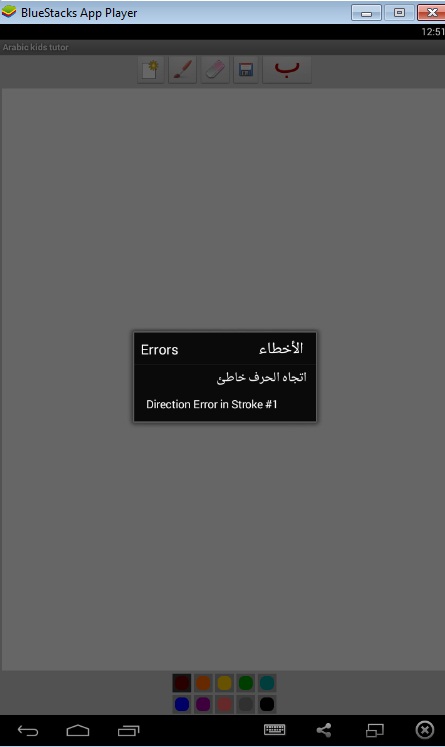 BlueStacks App Player
12:51
Arabic kids tutor
ب
Errors الأخطاء
اتجاه الحرف خاطئ
Direction Error in Stroke #1